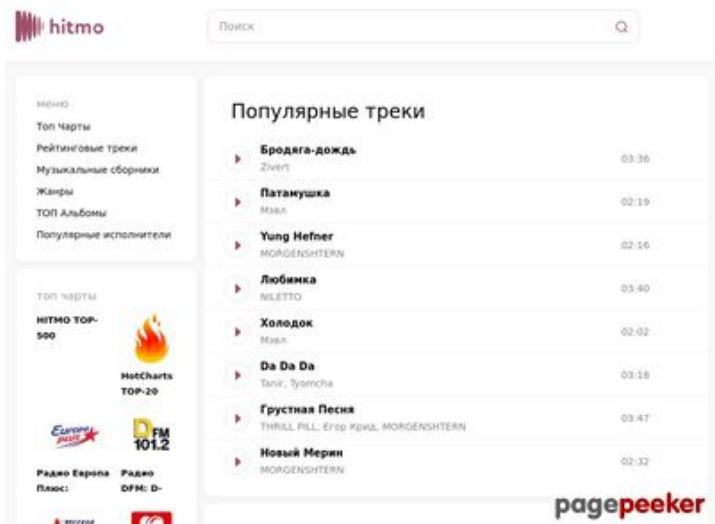 hitmo
Поиск
меню
Топ Чарты
Рейтинговые треки
Музыкальные сборники
Жанры
ТОП Альбомы
Популярные исполнители
топ чарты
HITMO TOP-
500
HotCharts
TOP-20
Европа
плюс
DFM
101.2
Радио Европа
Плюс:
Радио
DFM: D-
Популярные треки
Бродяга-дождь
Zivert
03:36
Патамушка
Мэвл
02:19
Yung Hefner
MORGENSHTERN
02:16
Любимка
NILETTO
03:40
Холодок
Мэвл
02:02
Da Da Da
Tanir, Tyomcha
03:18
Грустная Песня
THRILL PILL, Егор Крид, MORGENSHTERN
03:47
Новый Мерин
MORGENSHTERN
02:32
pagepeeker